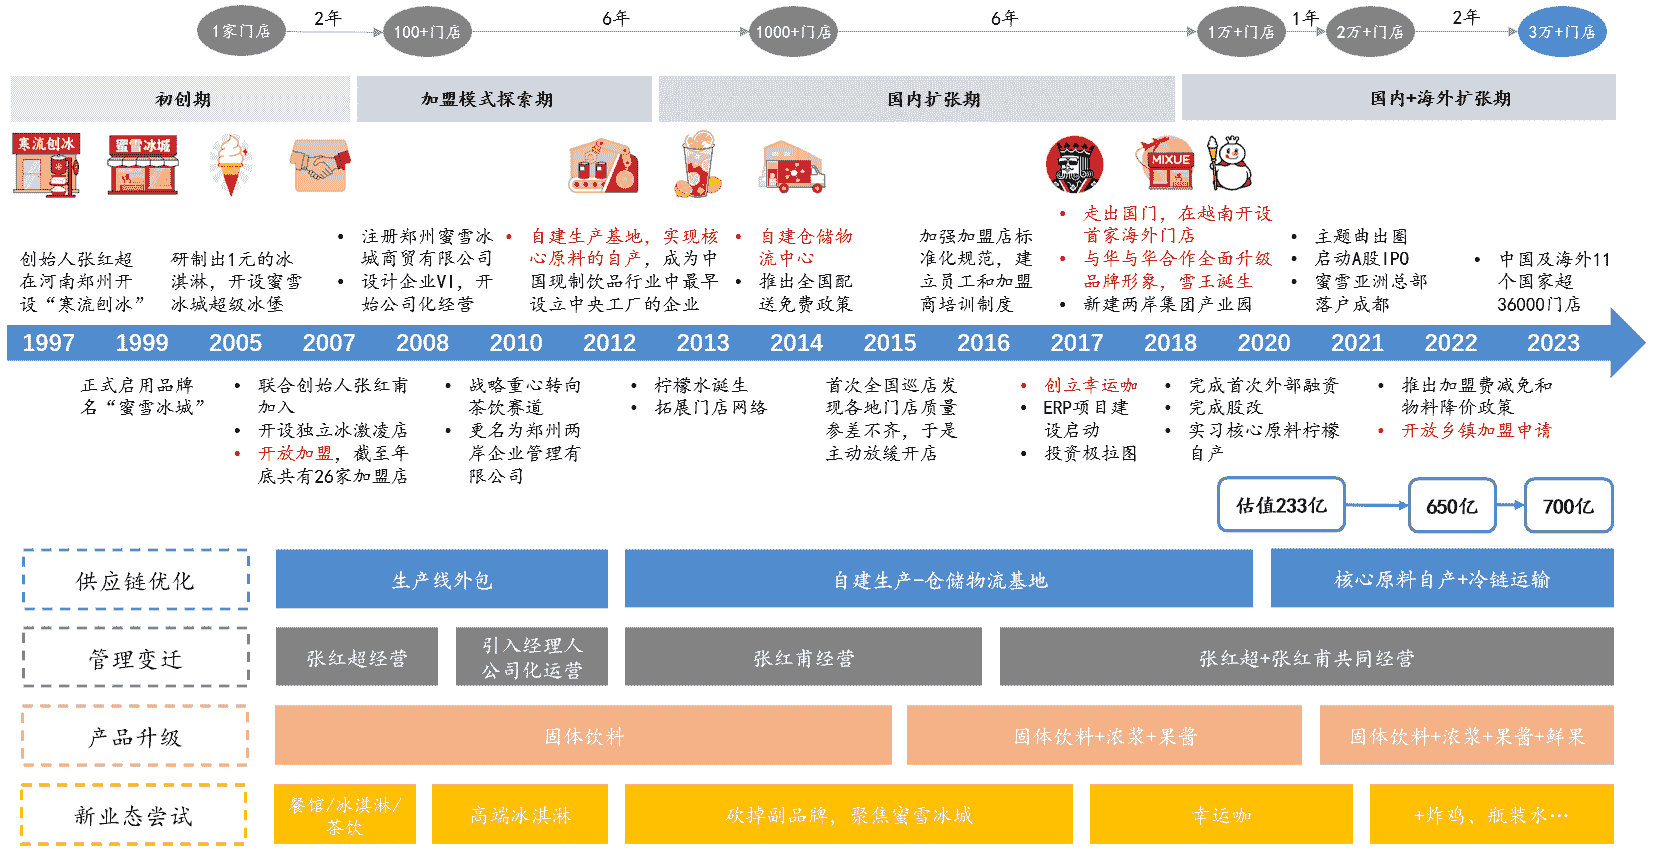 1家门店
2年
100+门店
6年
1000+门店
6年
1万+门店
1年
2万+门店
2年
3万+门店
初创期
加盟模式探索期
国内扩张期
国内+海外扩张期
寒流刨冰
蜜雪冰城
MIXUE
创始人张红超
在河南郑州开
设“寒流刨冰”
研制出1元的冰
淇淋，开设蜜雪
冰城超级冰堡
• 注册郑州蜜雪冰
城商贸有限公司
• 设计企业VI，开
始公司化经营
• 自建生产基地，实现核
心原料的自产，成为中
国现制饮品行业中最早
设立中央工厂的企业
• 自建仓储物
流中心
• 推出全国配
送免费政策
加强加盟店标
准化规范，建
立员工和加盟
商培训制度
• 走出国门，在越南开设
首家海外门店
• 与华与华合作全面升级
品牌形象，雪王诞生
• 新建两岸集团产业园
• 主题曲出圈
• 启动A股IPO
• 蜜雪亚洲总部
落户成都
• 中国及海外11
个国家超
36000门店
1997
1999
2005
2007
2008
2010
2012
2013
2014
2015
2016
2017
2018
2020
2021
2022
2023
正式启用品牌
名“蜜雪冰城”
• 联合创始人张红甫
加入
• 开设独立冰激凌店
• 开放加盟，截至年
底共有26家加盟店
• 战略重心转向
茶饮赛道
• 更名为郑州两
岸企业管理有
限公司
• 柠檬水诞生
• 拓展门店网络
首次全国巡店发
现各地门店质量
参差不齐，于是
主动放缓开店
• 创立幸运咖
• ERP项目建
设启动
• 投资极拉图
• 完成首次外部融资
• 完成股改
• 实习核心原料柠檬
自产
• 推出加盟费减免和
物料降价政策
• 开放乡镇加盟申请
估值233亿
650亿
700亿
供应链优化
生产线外包
自建生产-仓储物流基地
核心原料自产+冷链运输
管理变迁
张红超经营
引入经理人
公司化运营
张红甫经营
张红超+张红甫共同经营
产品升级
固体饮料
固体饮料+浓浆+果酱
固体饮料+浓浆+果酱+鲜果
新业态尝试
餐馆/冰淇淋/
茶饮
高端冰淇淋
砍掉副品牌，聚焦蜜雪冰城
幸运咖
+炸鸡、瓶装水…